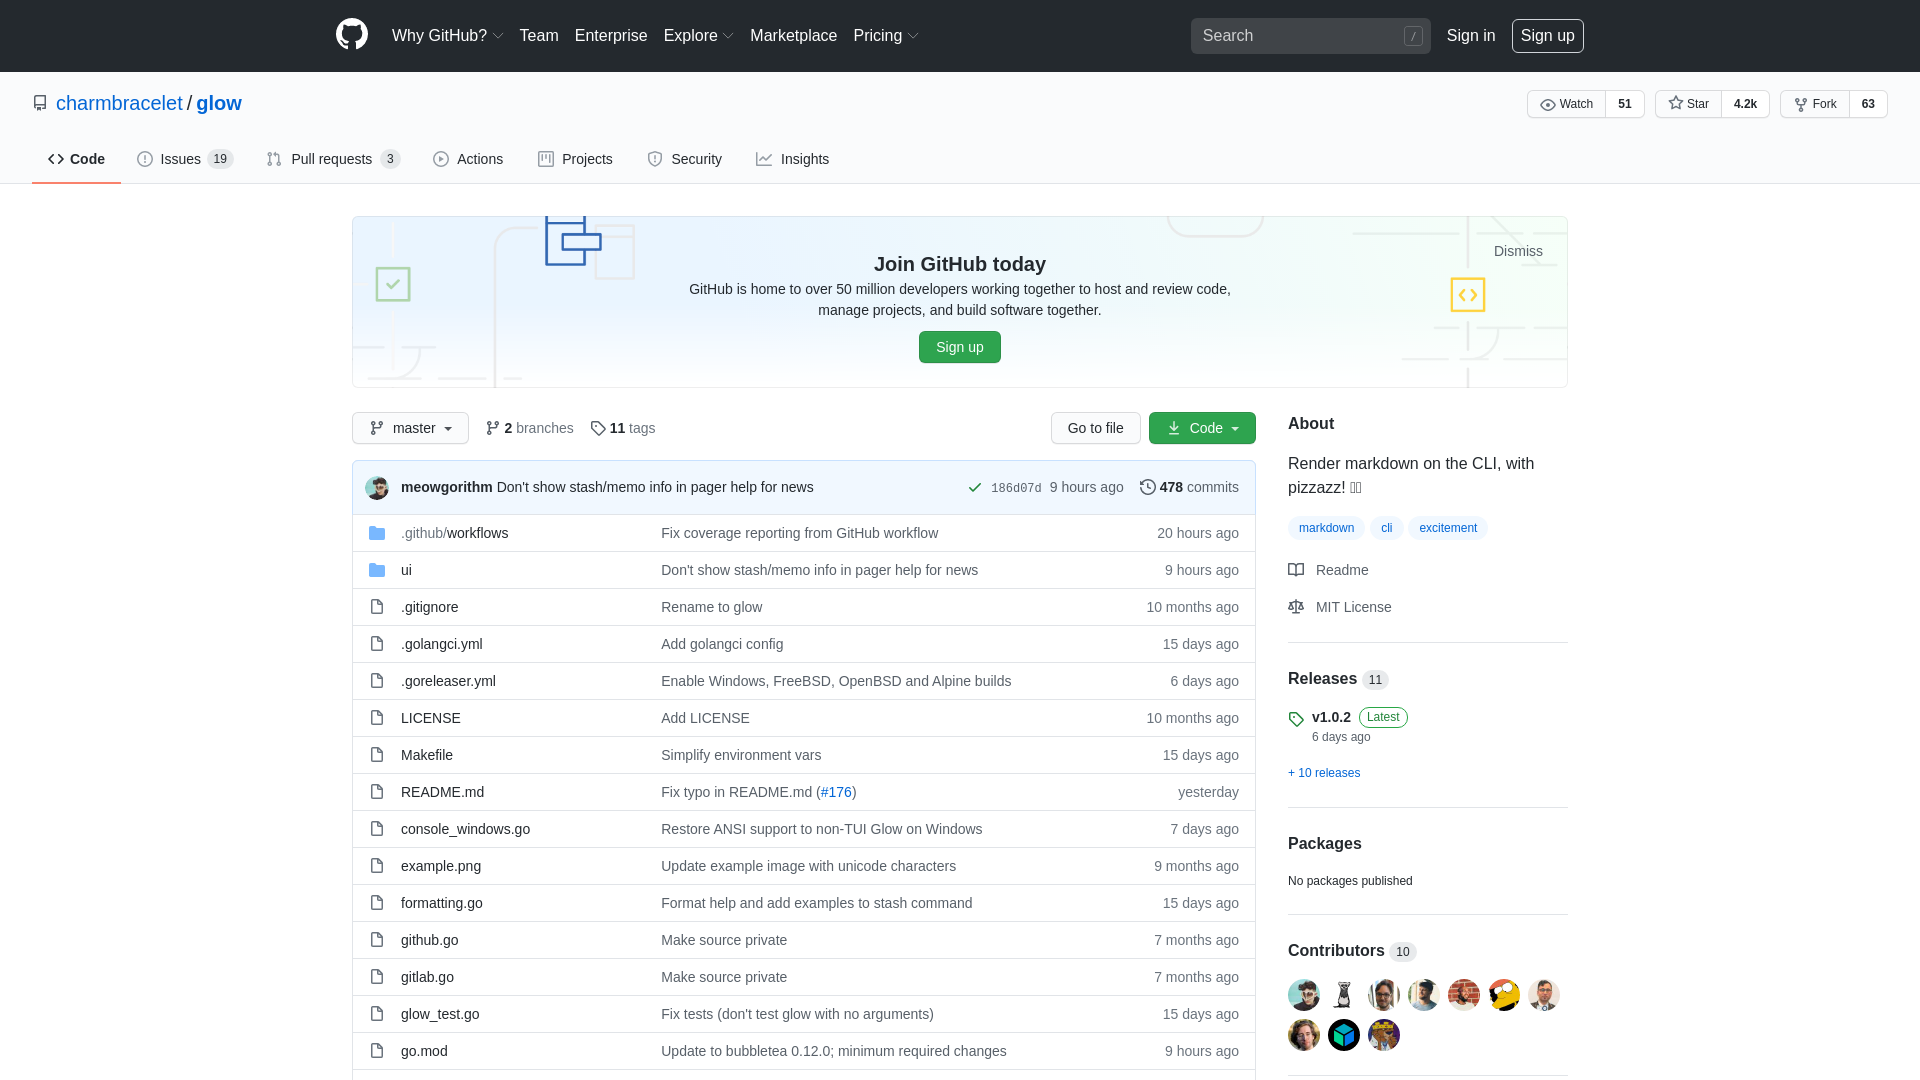 Why GitHub? Team Enterprise Explore Marketplace Pricing Search / Sign in Sign up
charmbracelet / glow Watch 51 Star 4.2k Fork 63
Code Issues 19 Pull requests 3 Actions Projects Security Insights
Dismiss
Join GitHub today
GitHub is home to over 50 million developers working together to host and review code,
manage projects, and build software together.
Sign up
master 2 branches 11 tags Go to file Code
meowgorithm Don't show stash/memo info in pager help for news 186d07d 9 hours ago 478 commits
.github/workflows Fix coverage reporting from GitHub workflow 20 hours ago
ui Don't show stash/memo info in pager help for news 9 hours ago
.gitignore Rename to glow 10 months ago
.golangci.yml Add golangci config 15 days ago
.goreleaser.yml Enable Windows, FreeBSD, OpenBSD and Alpine builds 6 days ago
LICENSE Add LICENSE 10 months ago
Makefile Simplify environment vars 15 days ago
README.md Fix typo in README.md (#176) yesterday
console_windows.go Restore ANSI support to non-TUI Glow on Windows 7 days ago
example.png Update example image with unicode characters 9 months ago
formatting.go Format help and add examples to stash command 15 days ago
github.go Make source private 7 months ago
gitlab.go Make source private 7 months ago
glow_test.go Fix tests (don't test glow with no arguments) 15 days ago
go.mod Update to bubbletea 0.12.0; minimum required changes 9 hours ago
About
Render markdown on the CLI, with
pizzazz!
markdown cli excitement
Readme
MIT License
Releases 11
v1.0.2 Latest
6 days ago
+ 10 releases
Packages
No packages published
Contributors 10